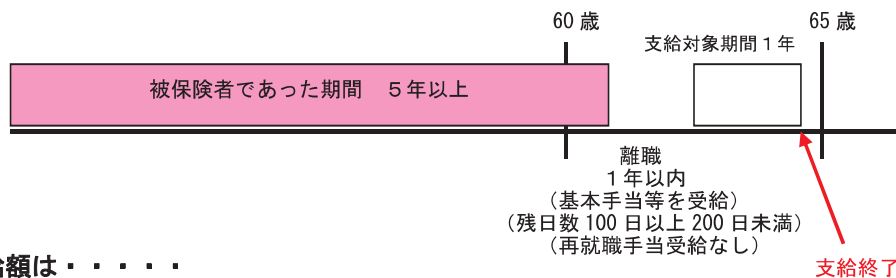 60 歳
65 歳
支給対象期間１年
被保険者であった期間　５年以上
離職
１年以内
（基本手当等を受給）
（残日数 100 日以上 200 日未満）
（再就職手当受給なし）
支給終了
額は・・・・・